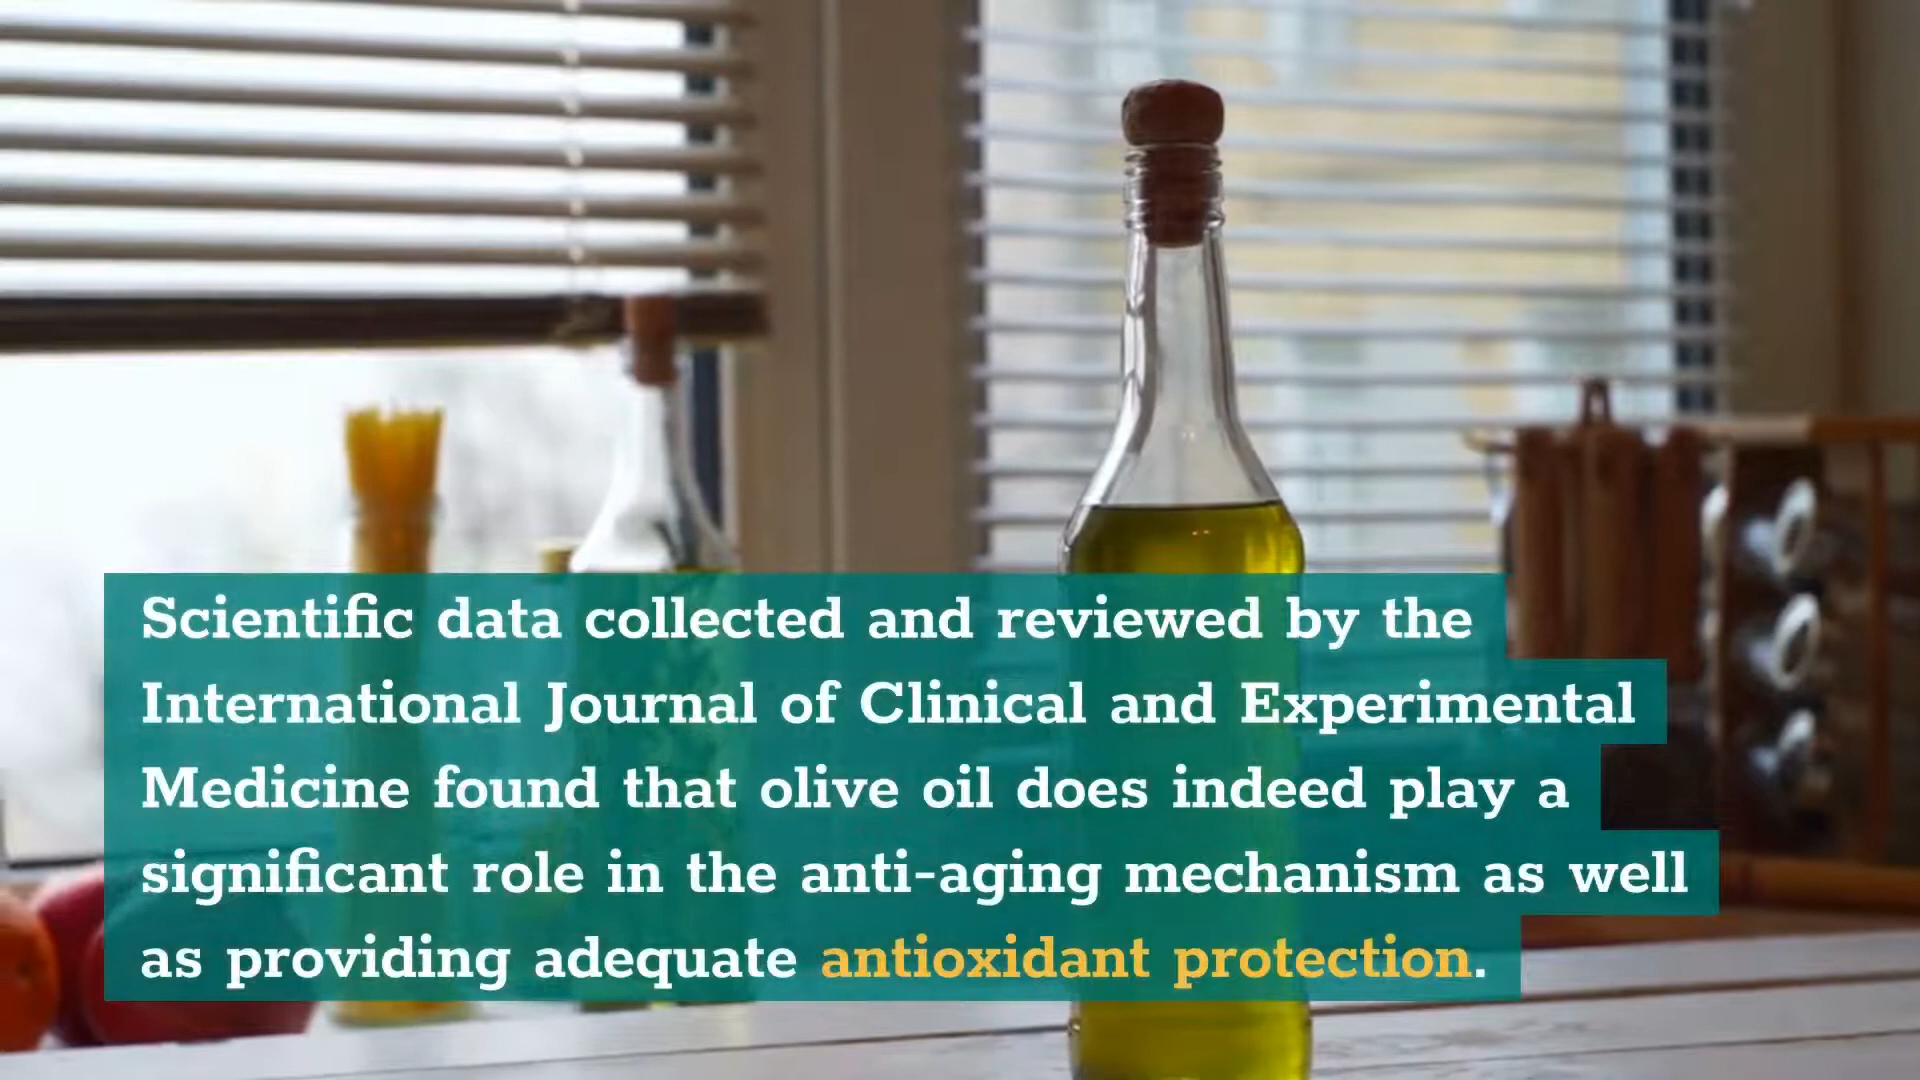 Scientific data collected and reviewed by the
International Journal of Clinical and Experimental
Medicine found that olive oil does indeed play a
significant role in the anti-aging mechanism as well
as providing adequate antioxidant protection.